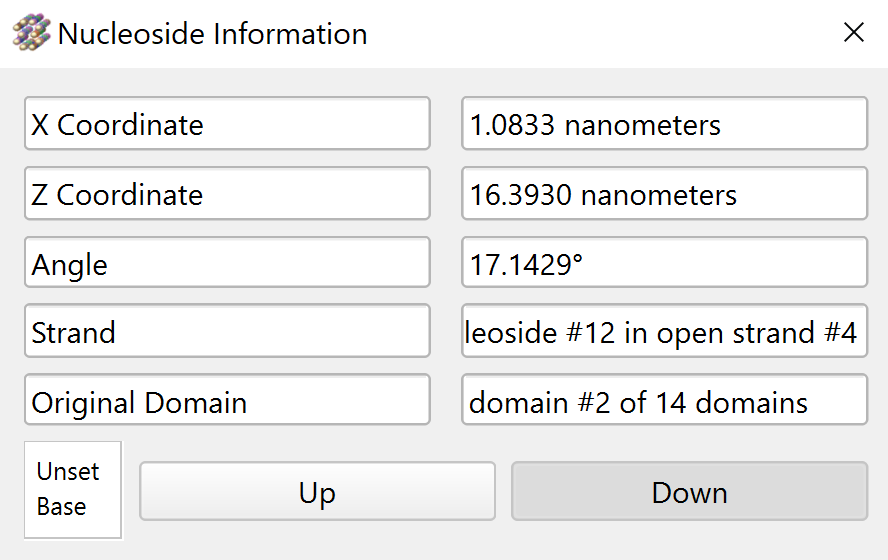 Nucleoside Information
X Coordinate 1.0833 nanometers
Z Coordinate 16.3930 nanometers
Angle 17.1429°
Strand leoside #12 in open strand #4
Original Domain domain #2 of 14 domains
Unset
Base
Up Down